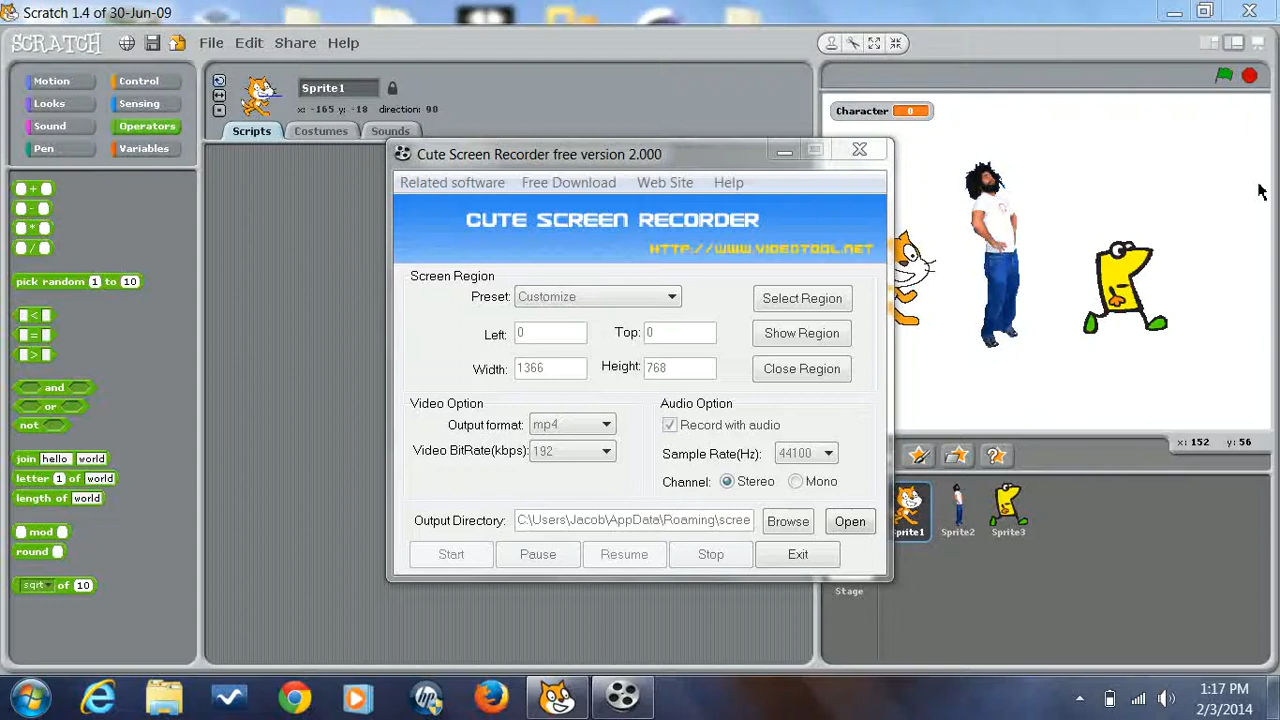 Scratch 1.4 of 30-Jun-09
SCRATCH File Edit Share Help
Motion Control
Looks Sensing
Sound Operators
Pen Variables
+
-
*
/
pick random 1 to 10
<
=
>
and
or
not
join hello world
letter 1 of world
length of world
mod
round
sqrt of 10
Sprite1
x: -165 y: -18 direction: 90
Scripts Costumes Sounds
Cute Screen Recorder free version 2.000
Related software Free Download Web Site Help
CUTE SCREEN RECORDER
HTTP://WWW.VIDEOTOOL.NET
Screen Region
Preset: Customize Select Region
Left: 0 Top: 0 Show Region
Width: 1366 Height: 768 Close Region
Video Option Audio Option
Output format: mp4 Record with audio
Video BitRate(kbps): 192 Sample Rate(Hz): 44100
Channel: Stereo Mono
Output Directory: C:\Users\Jacob\AppData\Roaming\scree Browse Open
Start Pause Resume Stop Exit
Character 0
x: 152 y: 56
Sprite1 Sprite2 Sprite3
Stage
hp
1:17 PM
2/3/2014